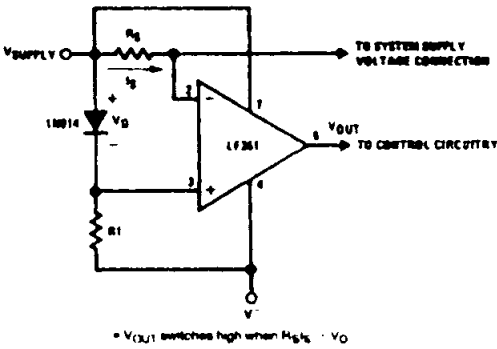 RS
VSUPPLY
TO SYSTEM SUPPLY
VOLTAGE CONNECTION
IS
+
2
−
7
1N914
VD
−
VOUT
6
TO CONTROL CIRCUITRY
3
+
4
R1
V−
• VOUT switches high when RSIS VD